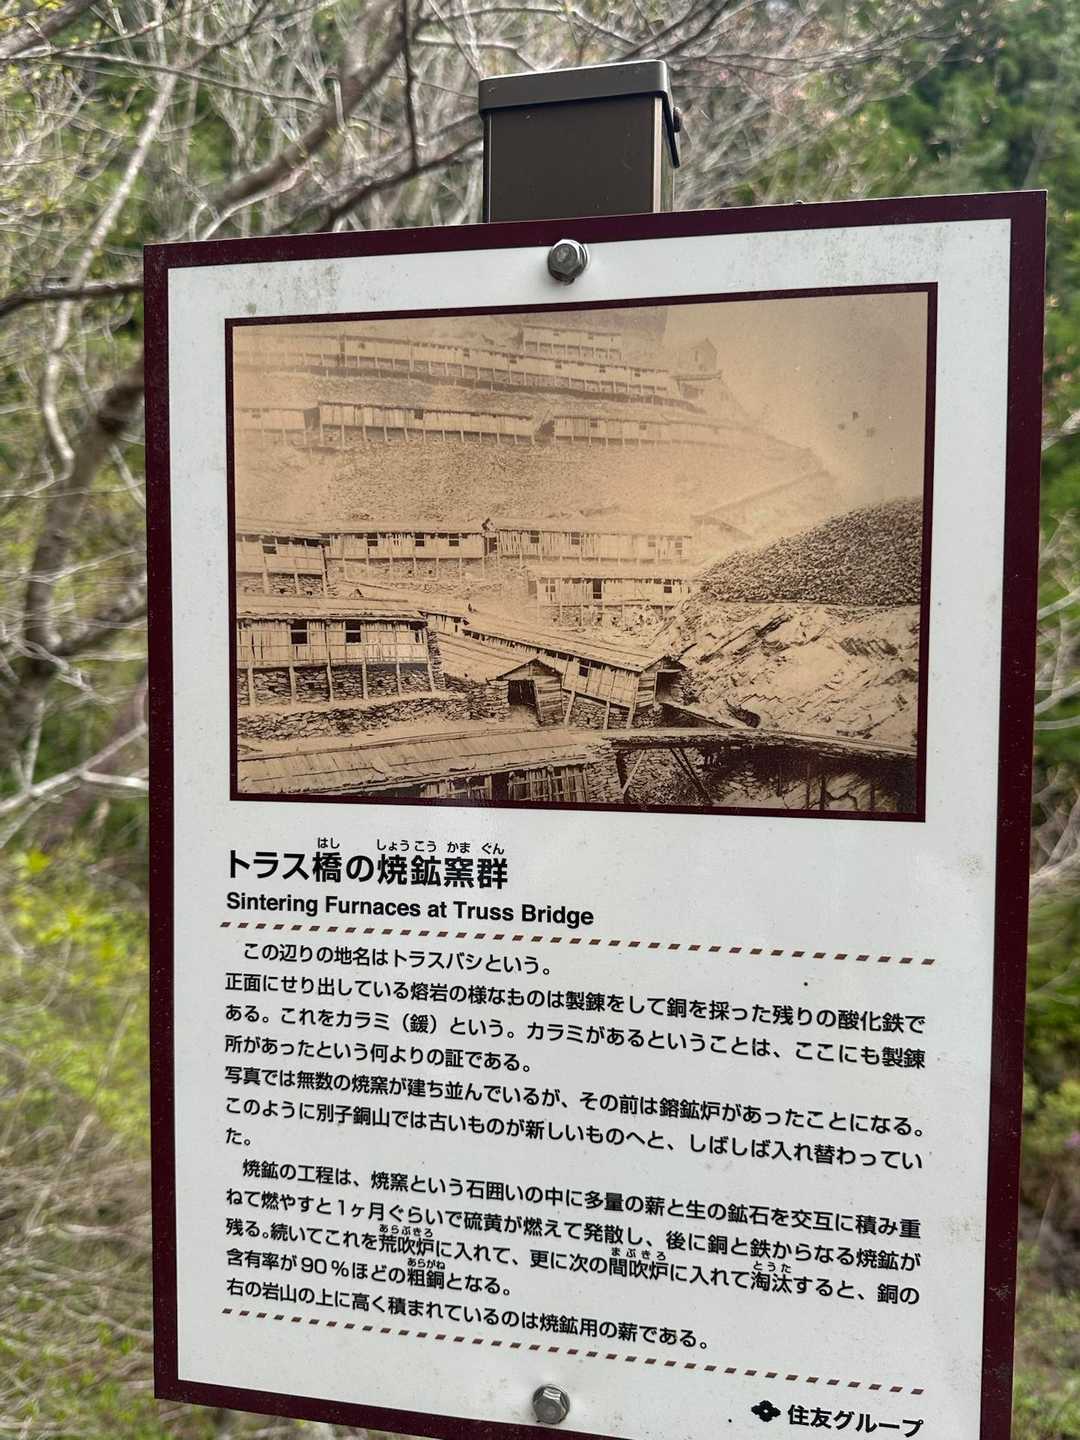 トラス橋の焼鉱窯群
Sintering Furnaces at Truss Bridge
この辺りの地名はトラスバシという。
正面にせり出している熔岩の様なものは製錬をして銅を採った残りの酸化鉄で
ある。これをカラミ（鍰）という。カラミがあるということは、ここにも製錬
所があったという何よりの証である。
写真では無数の焼窯が建ち並んでいるが、その前は鎔鉱炉があったことになる。
このように別子銅山では古いものが新しいものへと、しばしば入れ替わってい
た。
焼鉱の工程は、焼窯という石囲いの中に多量の薪と生の鉱石を交互に積み重
ねて燃やすと1ヶ月ぐらいで硫黄が燃えて発散し、後に銅と鉄からなる焼鉱が
残る。続いてこれを荒吹炉に入れて、更に次の間吹炉に入れて淘汰すると、銅の
含有率が90％ほどの粗銅となる。
右の岩山の上に高く積まれているのは焼鉱用の薪である。
住友グループ